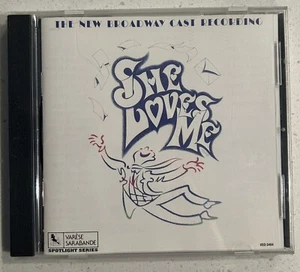 THE NEW BROADWAY CAST RECORDING
SHE
LOVES
ME
VARÈSE
SARABANDE
SPOTLIGHT SERIES